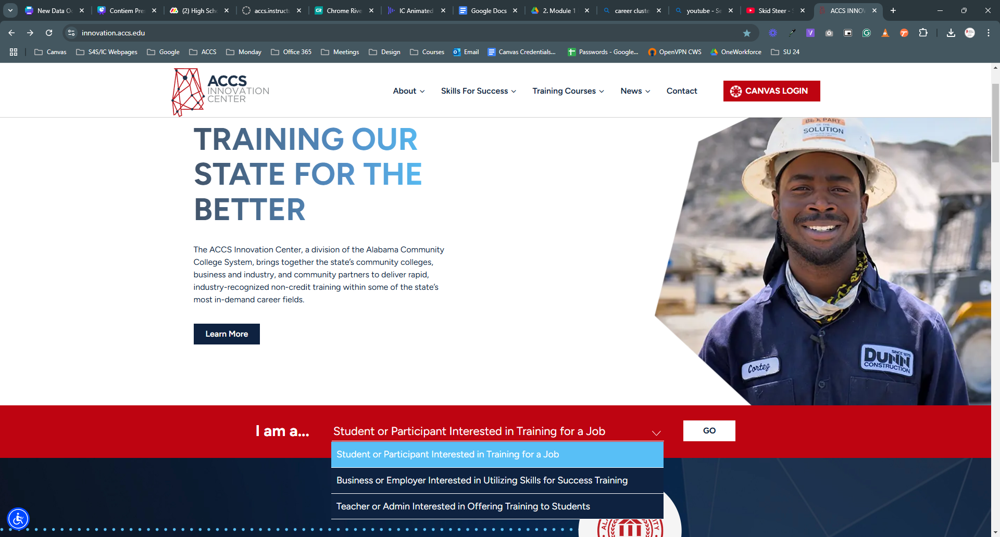 New Data Oc
Contiem Pre
(2) High Scho
accs.instructu
Chrome Rive
IC Animated
Google Docs
2. Module 1
career cluste
youtube - Se
Skid Steer - S
ACCS INNOV
innovation.accs.edu
Canvas
S4S/IC Webpages
Google
ACCS
Monday
Office 365
Meetings
Design
Courses
Email
Canvas Credentials...
Passwords - Google...
OpenVPN CWS
OneWorkforce
SU 24
ACCS
INNOVATION
CENTER
About
Skills For Success
Training Courses
News
Contact
CANVAS LOGIN
TRAINING OUR
STATE FOR THE
BETTER
BE A PART
OF THE
SOLUTION
The ACCS Innovation Center, a division of the Alabama Community
College System, brings together the state's community colleges,
business and industry, and community partners to deliver rapid,
industry-recognized non-credit training within some of the state's
most in-demand career fields.
Learn More
Cortez
SINCE 1878
DUNN
CONSTRUCTION
I am a...
Student or Participant Interested in Training for a Job
GO
Student or Participant Interested in Training for a Job
Business or Employer Interested in Utilizing Skills for Success Training
Teacher or Admin Interested in Offering Training to Students